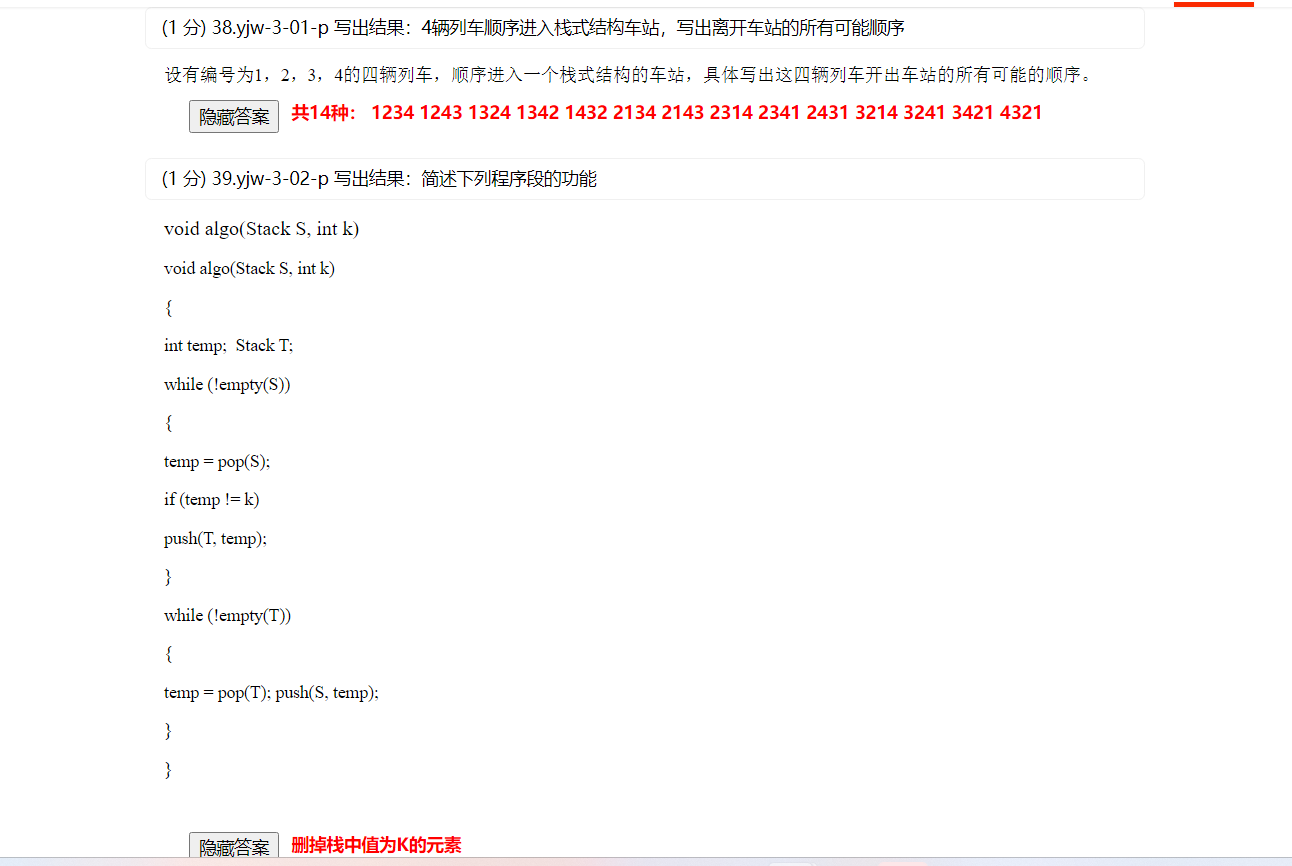 (1 分) 38.yjw-3-01-p 写出结果：4辆列车顺序进入栈式结构车站，写出离开车站的所有可能顺序
设有编号为1，2，3，4的四辆列车，顺序进入一个栈式结构的车站，具体写出这四辆列车开出车站的所有可能的顺序。
隐藏答案 共14种： 1234 1243 1324 1342 1432 2134 2143 2314 2341 2431 3214 3241 3421 4321
(1 分) 39.yjw-3-02-p 写出结果：简述下列程序段的功能
void algo(Stack S, int k)
void algo(Stack S, int k)
{
int temp;  Stack T;
while (!empty(S))
{
temp = pop(S);
if (temp != k)
push(T, temp);
}
while (!empty(T))
{
temp = pop(T); push(S, temp);
}
}
隐藏答案 删掉栈中值为K的元素